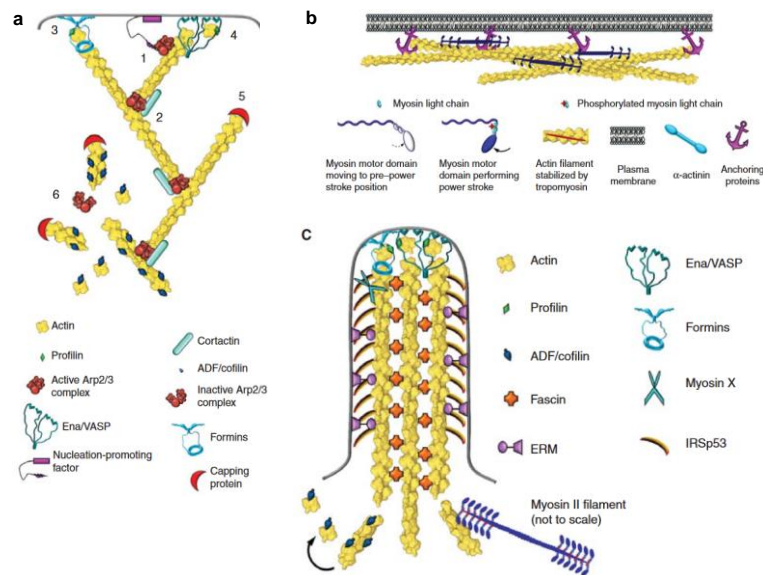 a
3
4
1
2
5
6
Actin
Profilin
Active Arp2/3
complex
Ena/VASP
Nucleation-promoting
factor
Cortactin
ADF/cofilin
Inactive Arp2/3
complex
Formins
Capping
protein
b
Myosin light chain
Phosphorylated myosin light chain
Myosin motor domain
moving to pre–power
stroke position
Myosin motor
domain performing
power stroke
Actin filament
stabilized by
tropomyosin
Plasma
membrane
α-actinin
Anchoring
proteins
c
Actin
Profilin
ADF/cofilin
Fascin
ERM
Ena/VASP
Formins
Myosin X
IRSp53
Myosin II filament
(not to scale)